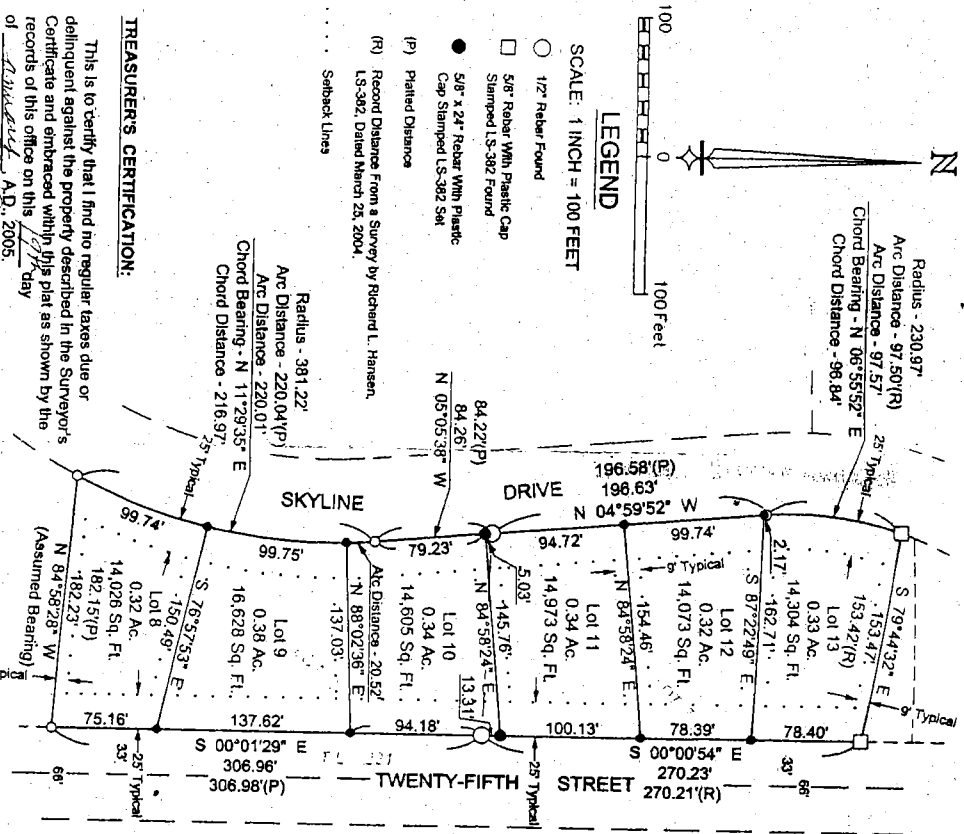 N
100
0
100 Feet
SCALE: 1 INCH = 100 FEET
LEGEND
1/2" Rebar Found
5/8" Rebar With Plastic Cap
Stamped LS-382 Found
5/8" x 24" Rebar With Plastic
Cap Stamped LS-382 Set
(P) Platted Distance
(R) Record Distance From a Survey by Richard L. Hansen,
LS-382, Dated March 25, 2004.
Setback Lines
TREASURER'S CERTIFICATION:
This is to certify that I find no regular taxes due or
delinquent against the property described in the Surveyor's
Certificate and embraced within this plat as shown by the
records of this office on this 19th day
of A.D., 2005.
Radius - 230.97'
Arc Distance - 97.50'(R)
Arc Distance - 97.57'
Chord Bearing - N 06°55'52" E
Chord Distance - 96.84'
Radius - 381.22'
Arc Distance - 220.04'(P)
Arc Distance - 220.01'
Chord Bearing - N 11°29'35" E
Chord Distance - 216.97'
84.22'(P)
84.26'
N 05°05'38" W
SKYLINE DRIVE
196.58'(P)
196.63'
N 04°59'52" W
25' Typical
25' Typical
99.74'
99.75'
79.23'
94.72'
99.74'
2.17'
5.03'
Arc Distance - 20.52'
S 79°44'32" E
153.47'
153.42'(R)
Lot 13
0.33 Ac.
14,304 Sq. Ft.
S 87°22'49" E
162.71'
Lot 12
0.32 Ac.
14,073 Sq. Ft.
9' Typical
N 84°58'24" E
154.46'
Lot 11
0.34 Ac.
14,973 Sq. Ft.
N 84°58'24" E
145.76'
13.31'
Lot 10
0.34 Ac.
14,605 Sq. Ft.
N 88°02'36" E
137.03'
Lot 9
0.38 Ac.
16,628 Sq. Ft.
S 76°57'53" E
150.49'
Lot 8
0.32 Ac.
14,026 Sq. Ft.
182.15'(P)
182.23'
N 84°58'28" W
(Assumed Bearing)
9' Typical
75.16'
137.62'
94.18'
100.13'
78.39'
78.40'
S 00°01'29" E
306.96'
306.98'(P)
S 00°00'54" E
270.23'
270.21'(R)
33'
66'
25' Typical
25' Typical
33'
66'
TWENTY-FIFTH STREET